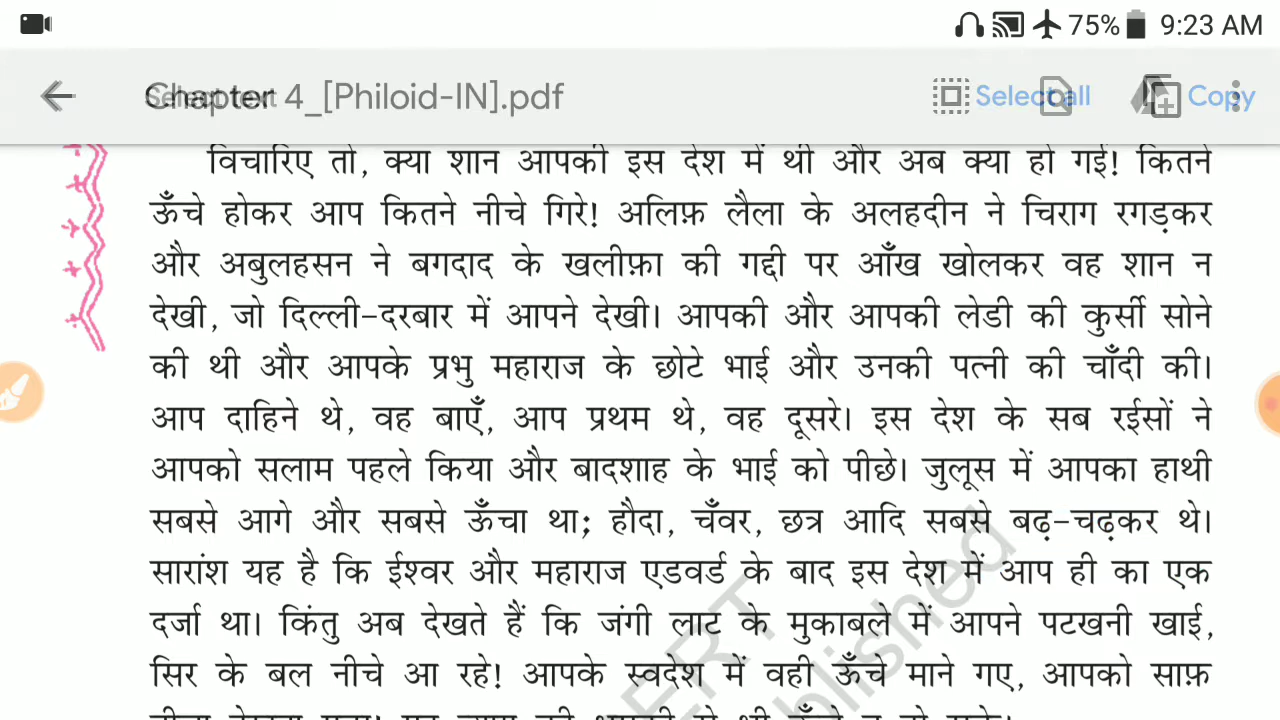 75% 9:23 AM
Chapter 4_[Philoid-IN].pdf Select all Copy
विचारिए तो, क्या शान आपकी इस देश में थी और अब क्या हो गई! कितने
ऊँचे होकर आप कितने नीचे गिरे! अलिफ़ लैला के अलहदीन ने चिराग रगड़कर
और अबुलहसन ने बगदाद के खलीफ़ा की गद्दी पर आँख खोलकर वह शान न
देखी, जो दिल्ली-दरबार में आपने देखी। आपकी और आपकी लेडी की कुर्सी सोने
की थी और आपके प्रभु महाराज के छोटे भाई और उनकी पत्नी की चाँदी की।
आप दाहिने थे, वह बाएँ, आप प्रथम थे, वह दूसरे। इस देश के सब रईसों ने
आपको सलाम पहले किया और बादशाह के भाई को पीछे। जुलूस में आपका हाथी
सबसे आगे और सबसे ऊँचा था; हौदा, चँवर, छत्र आदि सबसे बढ़-चढ़कर थे।
सारांश यह है कि ईश्वर और महाराज एडवर्ड के बाद इस देश में आप ही का एक
दर्जा था। किंतु अब देखते हैं कि जंगी लाट के मुकाबले में आपने पटखनी खाई,
सिर के बल नीचे आ रहे! आपके स्वदेश में वही ऊँचे माने गए, आपको साफ़